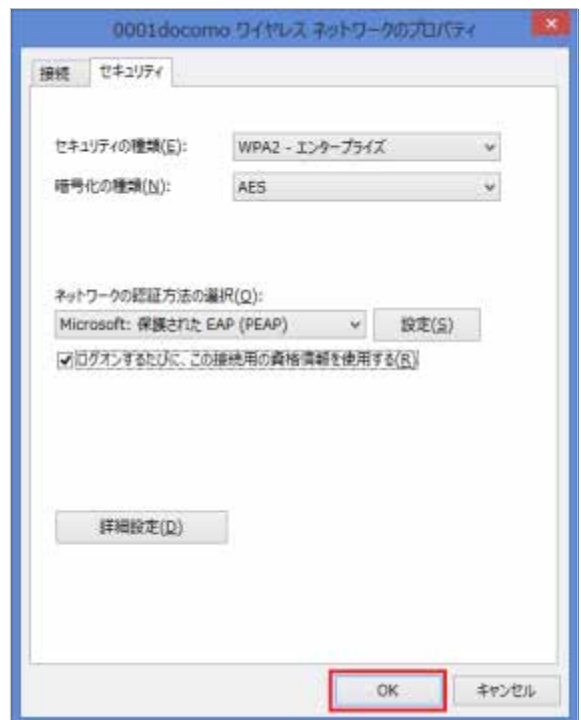 0001docomo ワイヤレス ネットワークのプロパティ
接続 セキュリティ
セキュリティの種類(E): WPA2 - エンタープライズ
暗号化の種類(N): AES
ネットワークの認証方法の選択(O):
Microsoft: 保護された EAP (PEAP) 設定(S)
ログオンするたびに、この接続用の資格情報を使用する(R)
詳細設定(D)
OK キャンセル